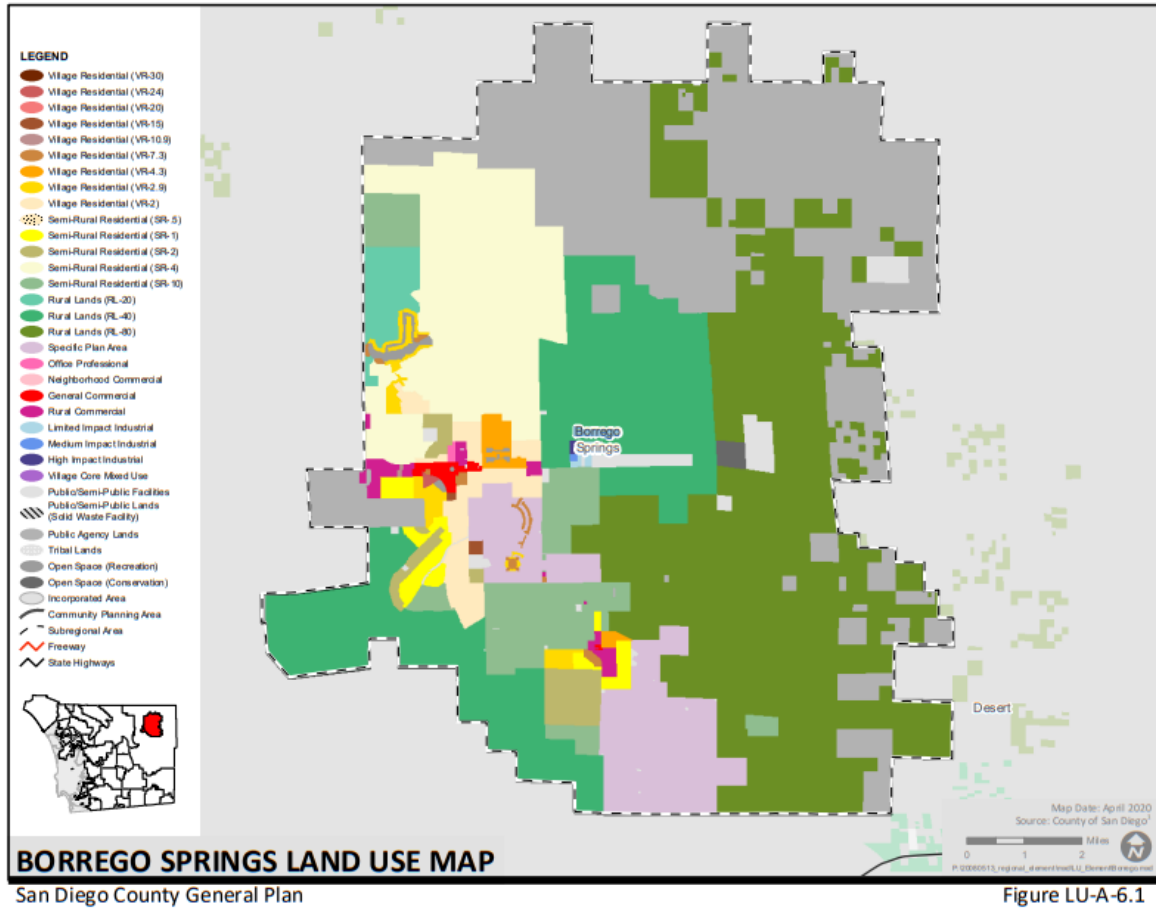 LEGEND
Village Residential (VR-30)
Village Residential (VR-24)
Village Residential (VR-20)
Village Residential (VR-15)
Village Residential (VR-10.9)
Village Residential (VR-7.3)
Village Residential (VR-4.3)
Village Residential (VR-2.9)
Village Residential (VR-2)
Semi-Rural Residential (SR-.5)
Semi-Rural Residential (SR-1)
Semi-Rural Residential (SR-2)
Semi-Rural Residential (SR-4)
Semi-Rural Residential (SR-10)
Rural Lands (RL-20)
Rural Lands (RL-40)
Rural Lands (RL-80)
Specific Plan Area
Office Professional
Neighborhood Commercial
General Commercial
Rural Commercial
Limited Impact Industrial
Medium Impact Industrial
High Impact Industrial
Village Core Mixed Use
Public/Semi-Public Facilities
Public/Semi-Public Lands
(Solid Waste Facility)
Public Agency Lands
Tribal Lands
Open Space (Recreation)
Open Space (Conservation)
Incorporated Area
Community Planning Area
Subregional Area
Freeway
State Highways
Borrego
Springs
Desert
Map Date: April 2020
Source: County of San Diego¹
Miles
0 1 2
N
BORREGO SPRINGS LAND USE MAP
San Diego County General Plan
Figure LU-A-6.1